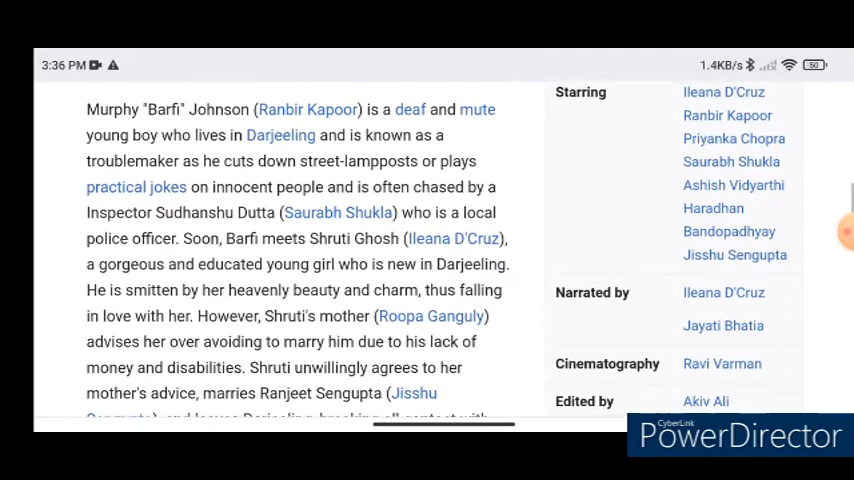 3:36 PM
1.4KB/s
50
Murphy "Barfi" Johnson (Ranbir Kapoor) is a deaf and mute
young boy who lives in Darjeeling and is known as a
troublemaker as he cuts down street-lampposts or plays
practical jokes on innocent people and is often chased by a
Inspector Sudhanshu Dutta (Saurabh Shukla) who is a local
police officer. Soon, Barfi meets Shruti Ghosh (Ileana D'Cruz),
a gorgeous and educated young girl who is new in Darjeeling.
He is smitten by her heavenly beauty and charm, thus falling
in love with her. However, Shruti's mother (Roopa Ganguly)
advises her over avoiding to marry him due to his lack of
money and disabilities. Shruti unwillingly agrees to her
mother's advice, marries Ranjeet Sengupta (Jisshu
Starring
Ileana D'Cruz
Ranbir Kapoor
Priyanka Chopra
Saurabh Shukla
Ashish Vidyarthi
Haradhan
Bandopadhyay
Jisshu Sengupta
Narrated by
Ileana D'Cruz
Jayati Bhatia
Cinematography
Ravi Varman
Edited by
Akiv Ali
CyberLink
PowerDirector